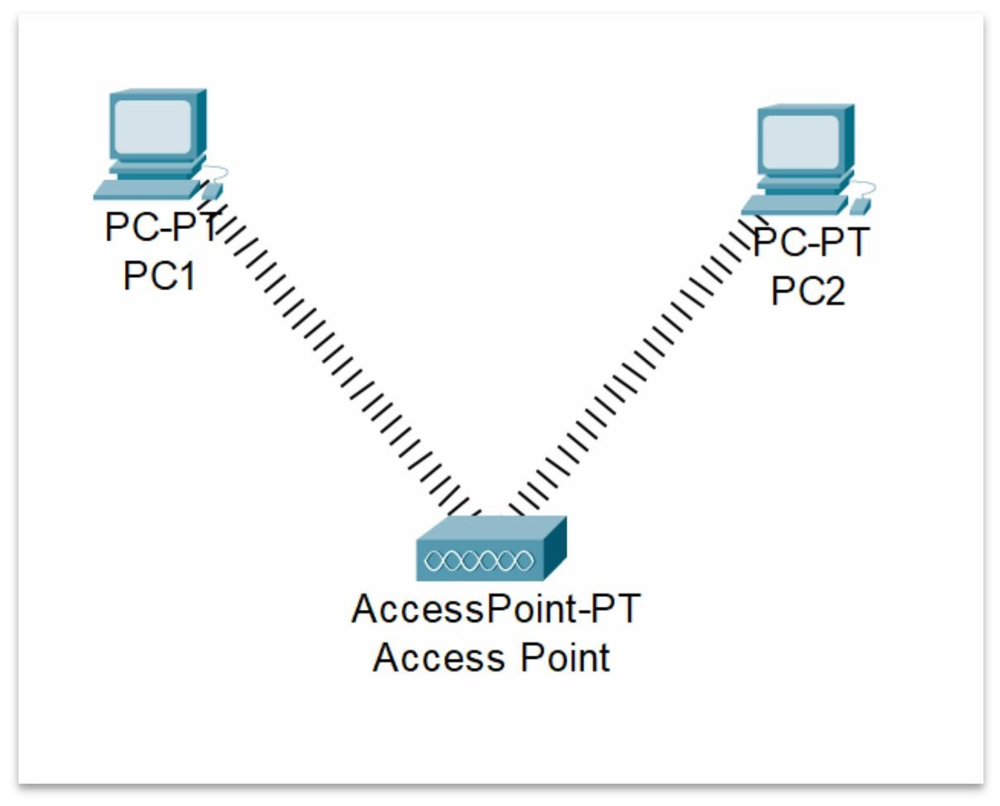 PC-PT
PC1
PC-PT
PC2
AccessPoint-PT
Access Point